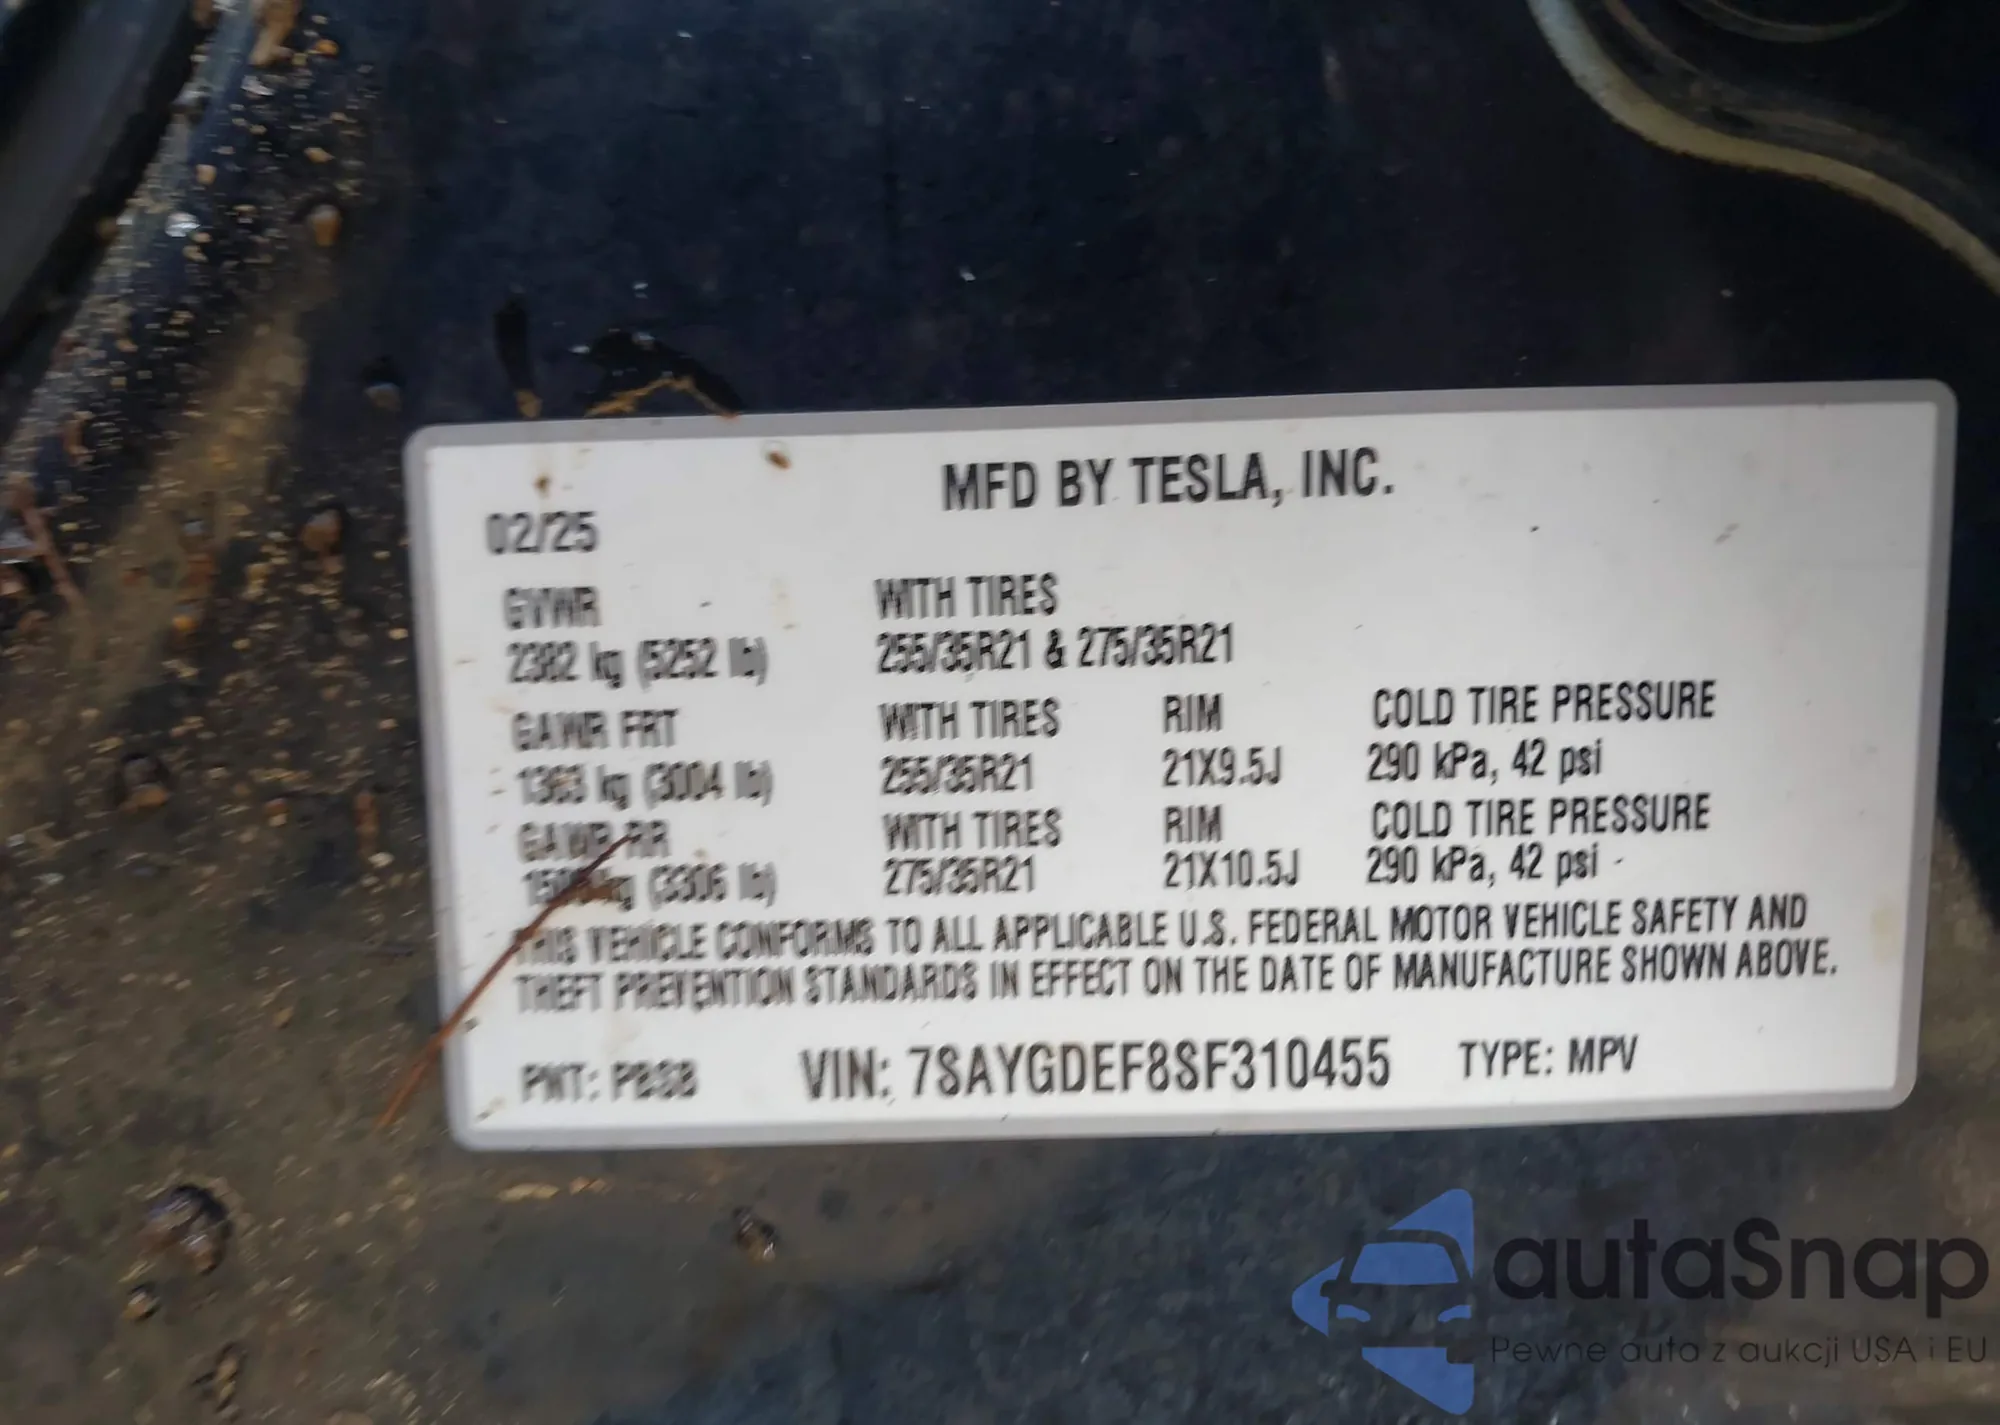 MFD BY TESLA, INC.
02/25
GVWR WITH TIRES
2382 kg (5252 lb) 255/35R21 & 275/35R21
GAWR FRT WITH TIRES RIM COLD TIRE PRESSURE
1363 kg (3004 lb) 255/35R21 21X9.5J 290 kPa, 42 psi
GAWR RR WITH TIRES RIM COLD TIRE PRESSURE
kg (3306 lb) 275/35R21 21X10.5J 290 kPa, 42 psi
THIS VEHICLE CONFORMS TO ALL APPLICABLE U.S. FEDERAL MOTOR VEHICLE SAFETY AND
THEFT PREVENTION STANDARDS IN EFFECT ON THE DATE OF MANUFACTURE SHOWN ABOVE.
PNT: VIN: 7SAYGDEF8SF310455 TYPE: MPV
autaSnap
Pewne auta z aukcji USA i EU